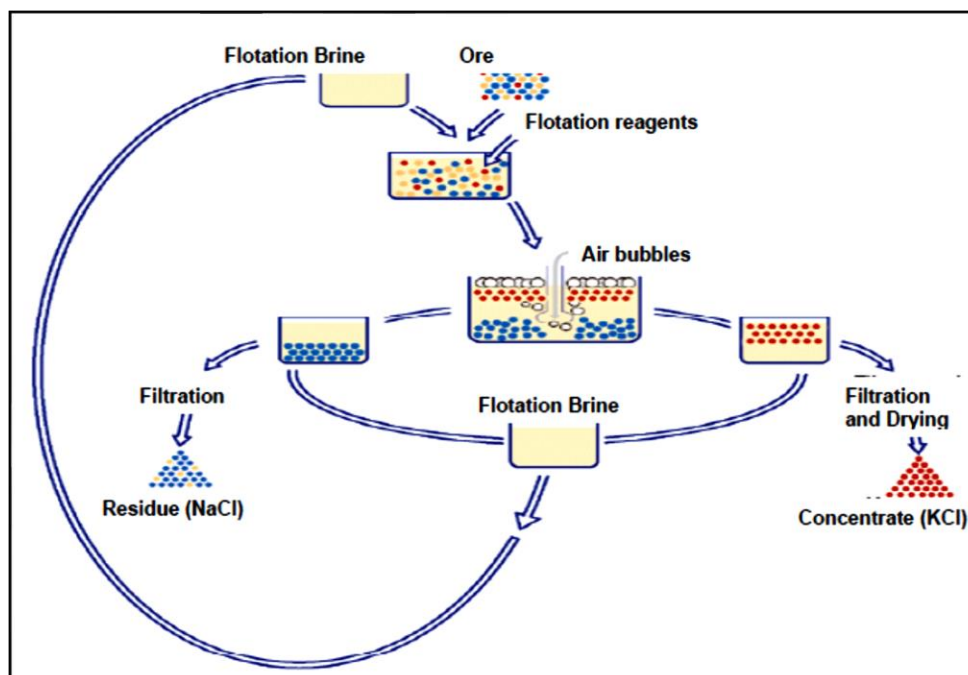 Flotation Brine
Ore
Flotation reagents
Air bubbles
Filtration
Flotation Brine
Filtration
and Drying
Residue (NaCl)
Concentrate (KCl)